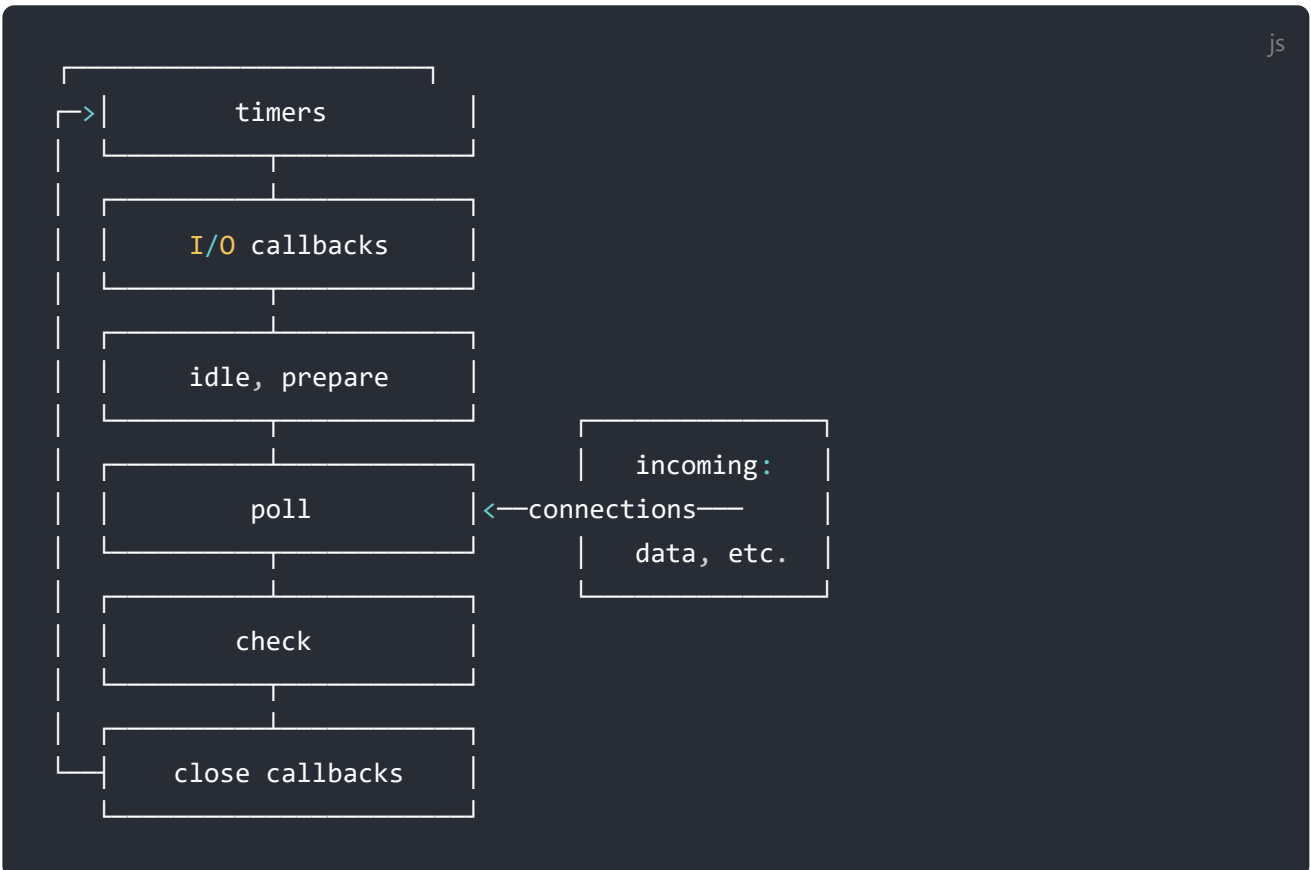 js
timers
I/O callbacks
idle, prepare
incoming:
poll
<──connections───
data, etc.
check
close callbacks